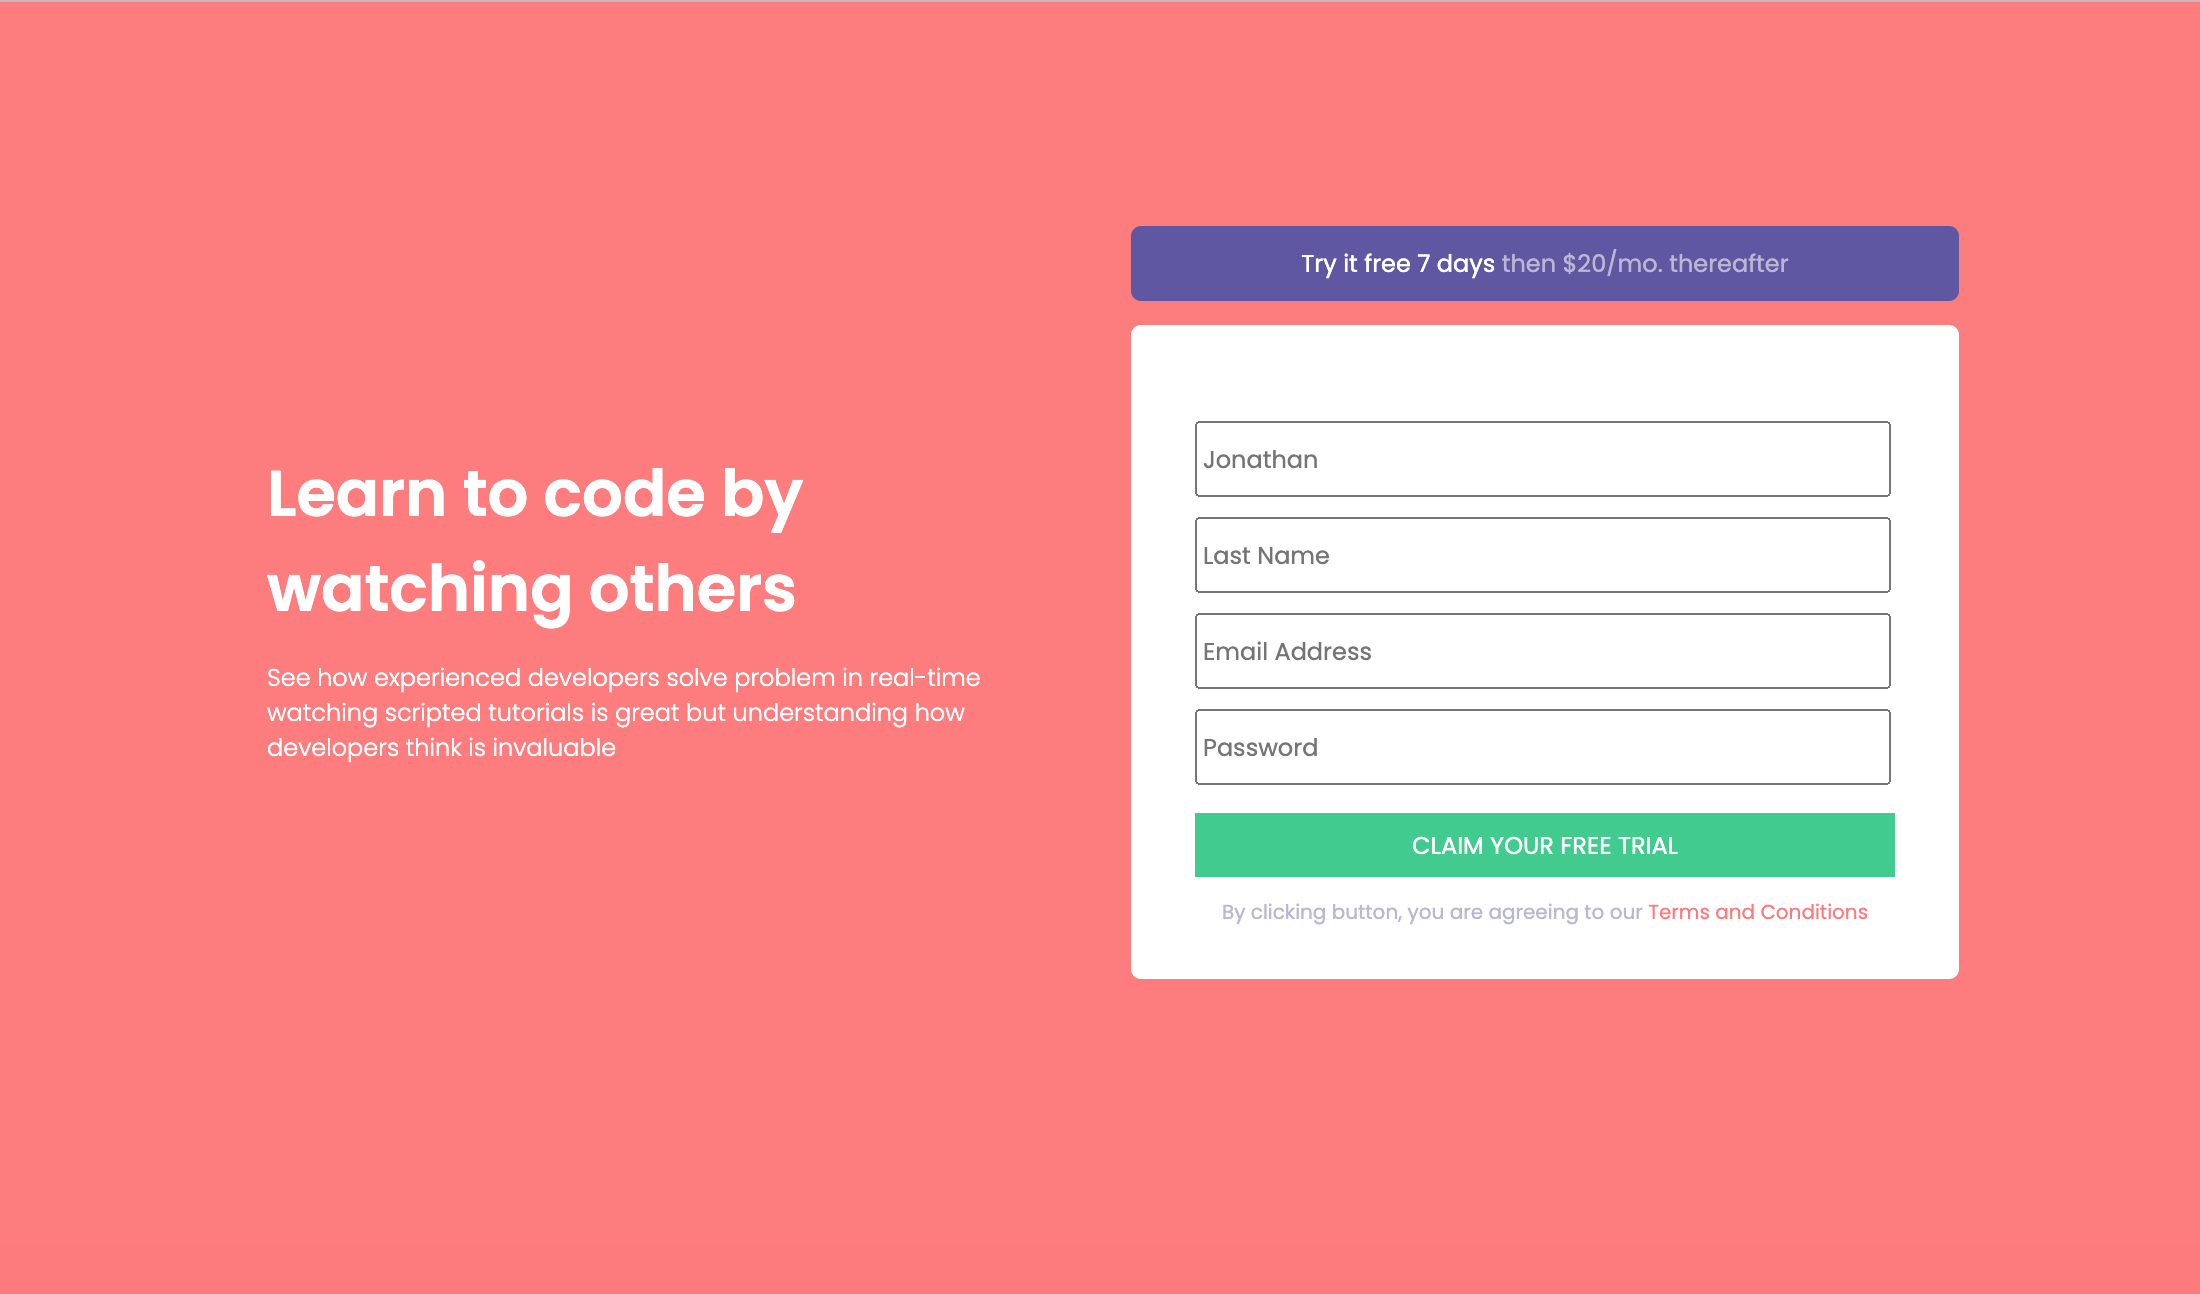 Learn to code by
watching others
See how experienced developers solve problem in real-time
watching scripted tutorials is great but understanding how
developers think is invaluable
Try it free 7 days then $20/mo. thereafter
Jonathan
Last Name
Email Address
Password
CLAIM YOUR FREE TRIAL
By clicking button, you are agreeing to our Terms and Conditions